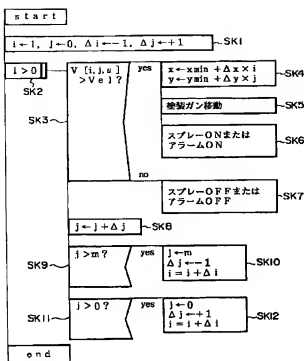 start
i←1, j←0, Δi←-1, Δj←+1
SK1
i>0
SK2
V [i,j,u]
>Vel?
yes
SK3
x←xmin +Δx×i
y←ymin +Δy×j
SK4
塗装ガン移動
SK5
スプレーONまたは
アラームON
SK6
no
スプレーOFFまたは
アラームOFF
SK7
j←j+Δj
SK8
j>m?
yes
SK9
j←m
Δj←-1
i=i+Δi
SK10
j>0?
yes
SK11
j←0
Δj←+1
i=i+Δi
SK12
end